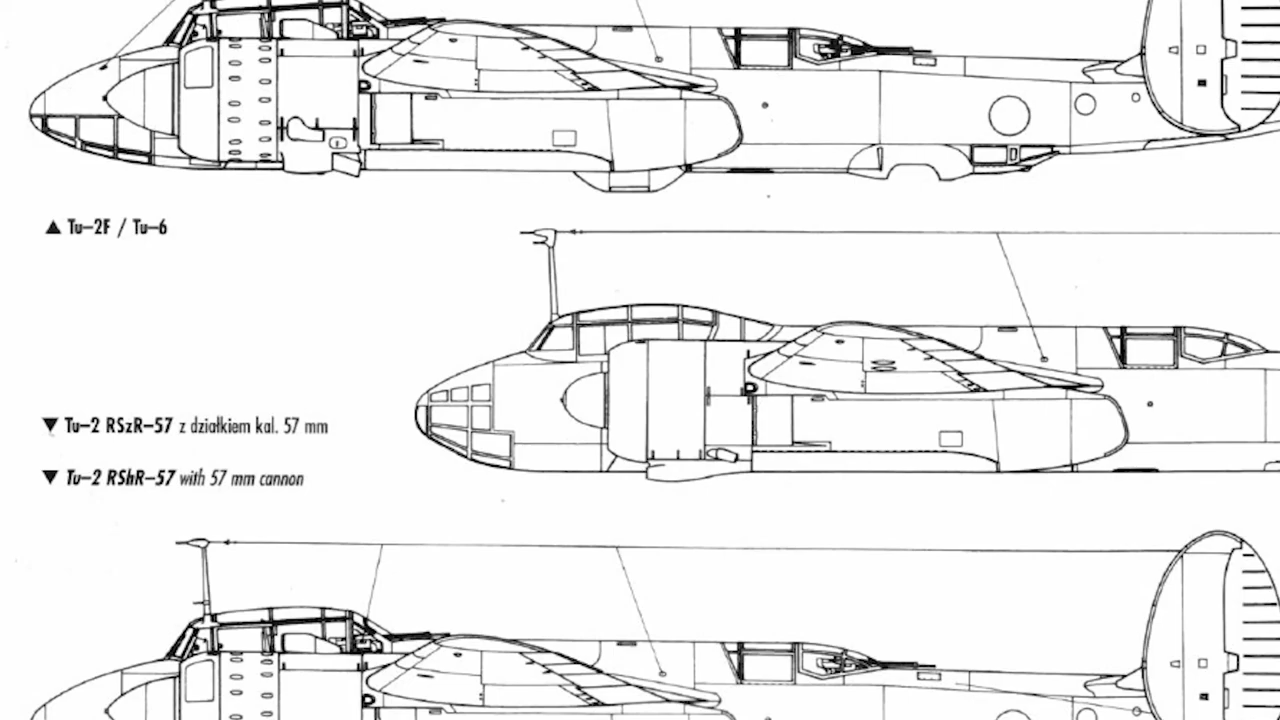 ▲ Tu–2F / Tu–6
▼ Tu–2 RSzR–57 z działkiem kal. 57 mm
▼ Tu–2 RShR–57 with 57 mm cannon